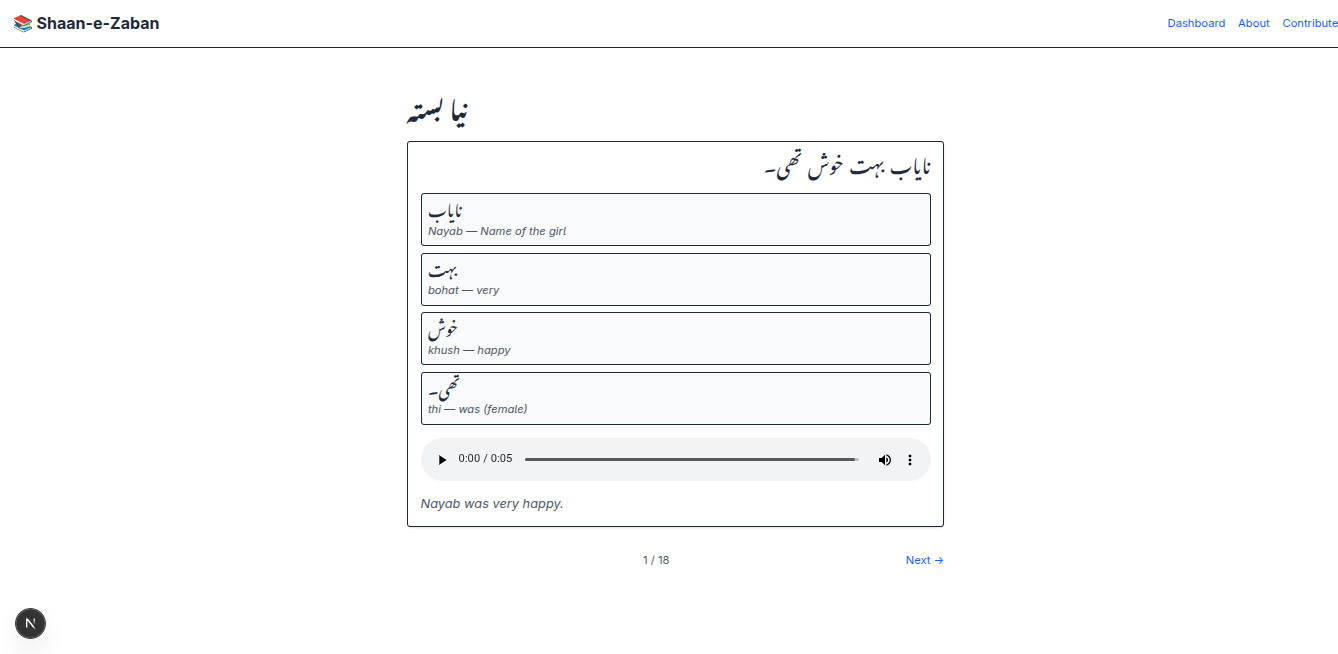 📚 Shaan-e-Zaban
Dashboard About Contribute
نیا بستہ
نایاب بہت خوش تھی۔
نایاب
Nayab — Name of the girl
بہت
bohat — very
خوش
khush — happy
تھی۔
thi — was (female)
0:00 / 0:05
Nayab was very happy.
1 / 18
Next →
N